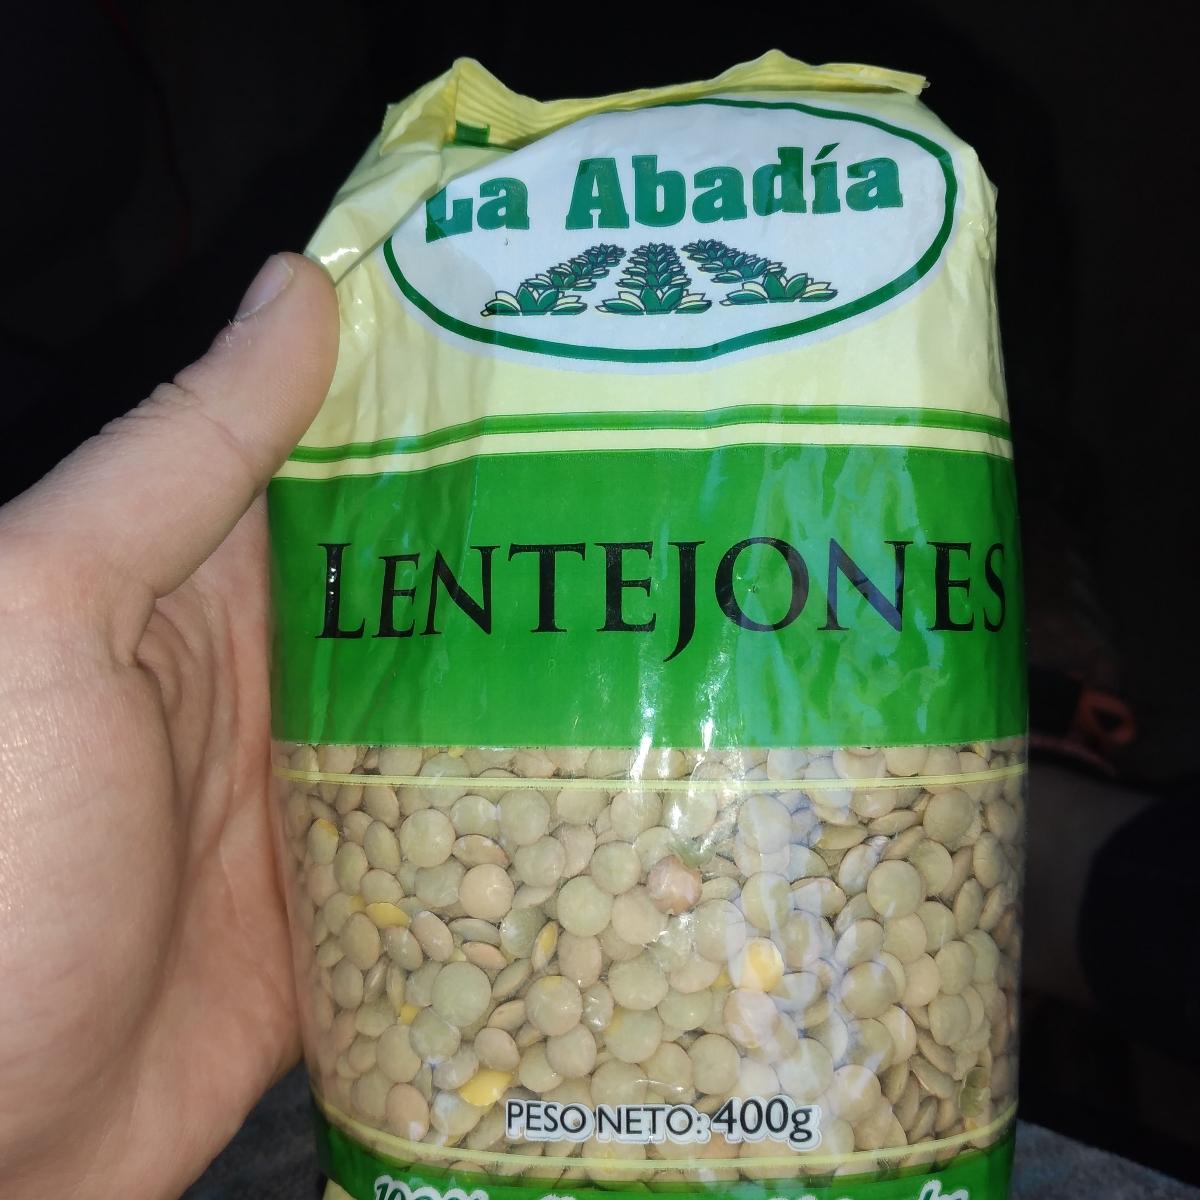 La Abadía
LENTEJONES
PESO NETO: 400g